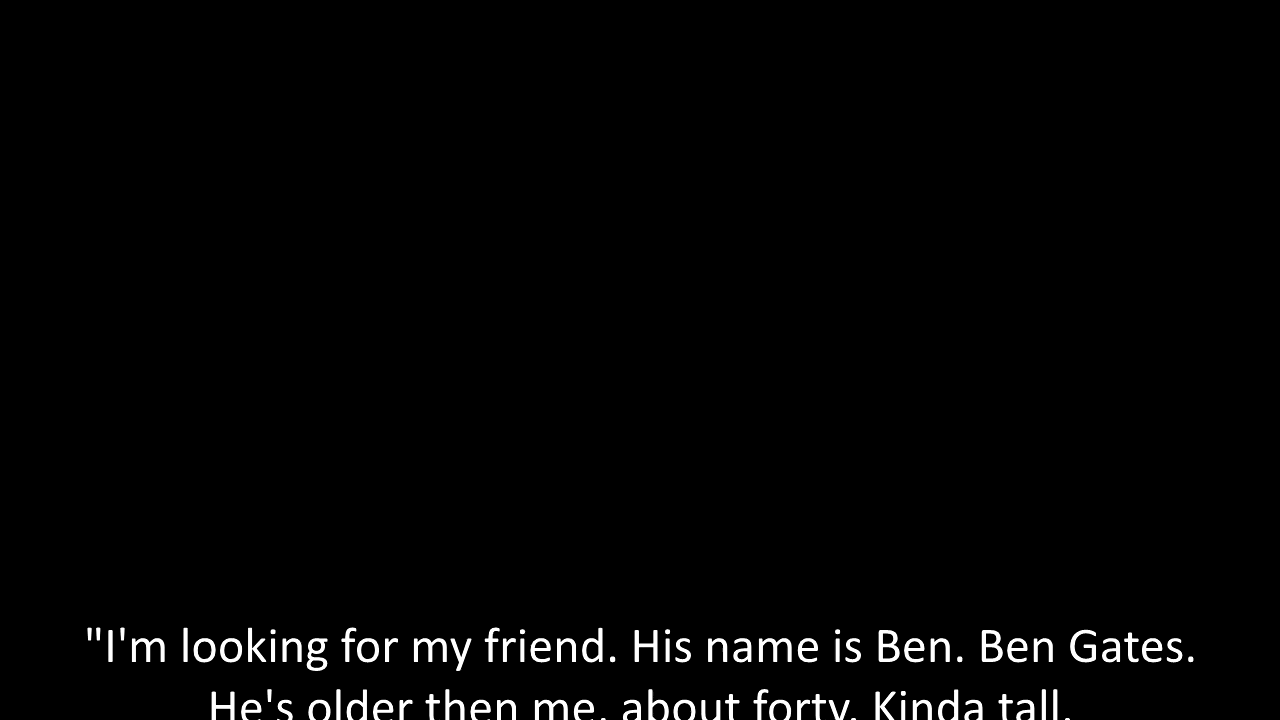 "I'm looking for my friend. His name is Ben. Ben Gates.
He's older then me, about forty. Kinda tall.